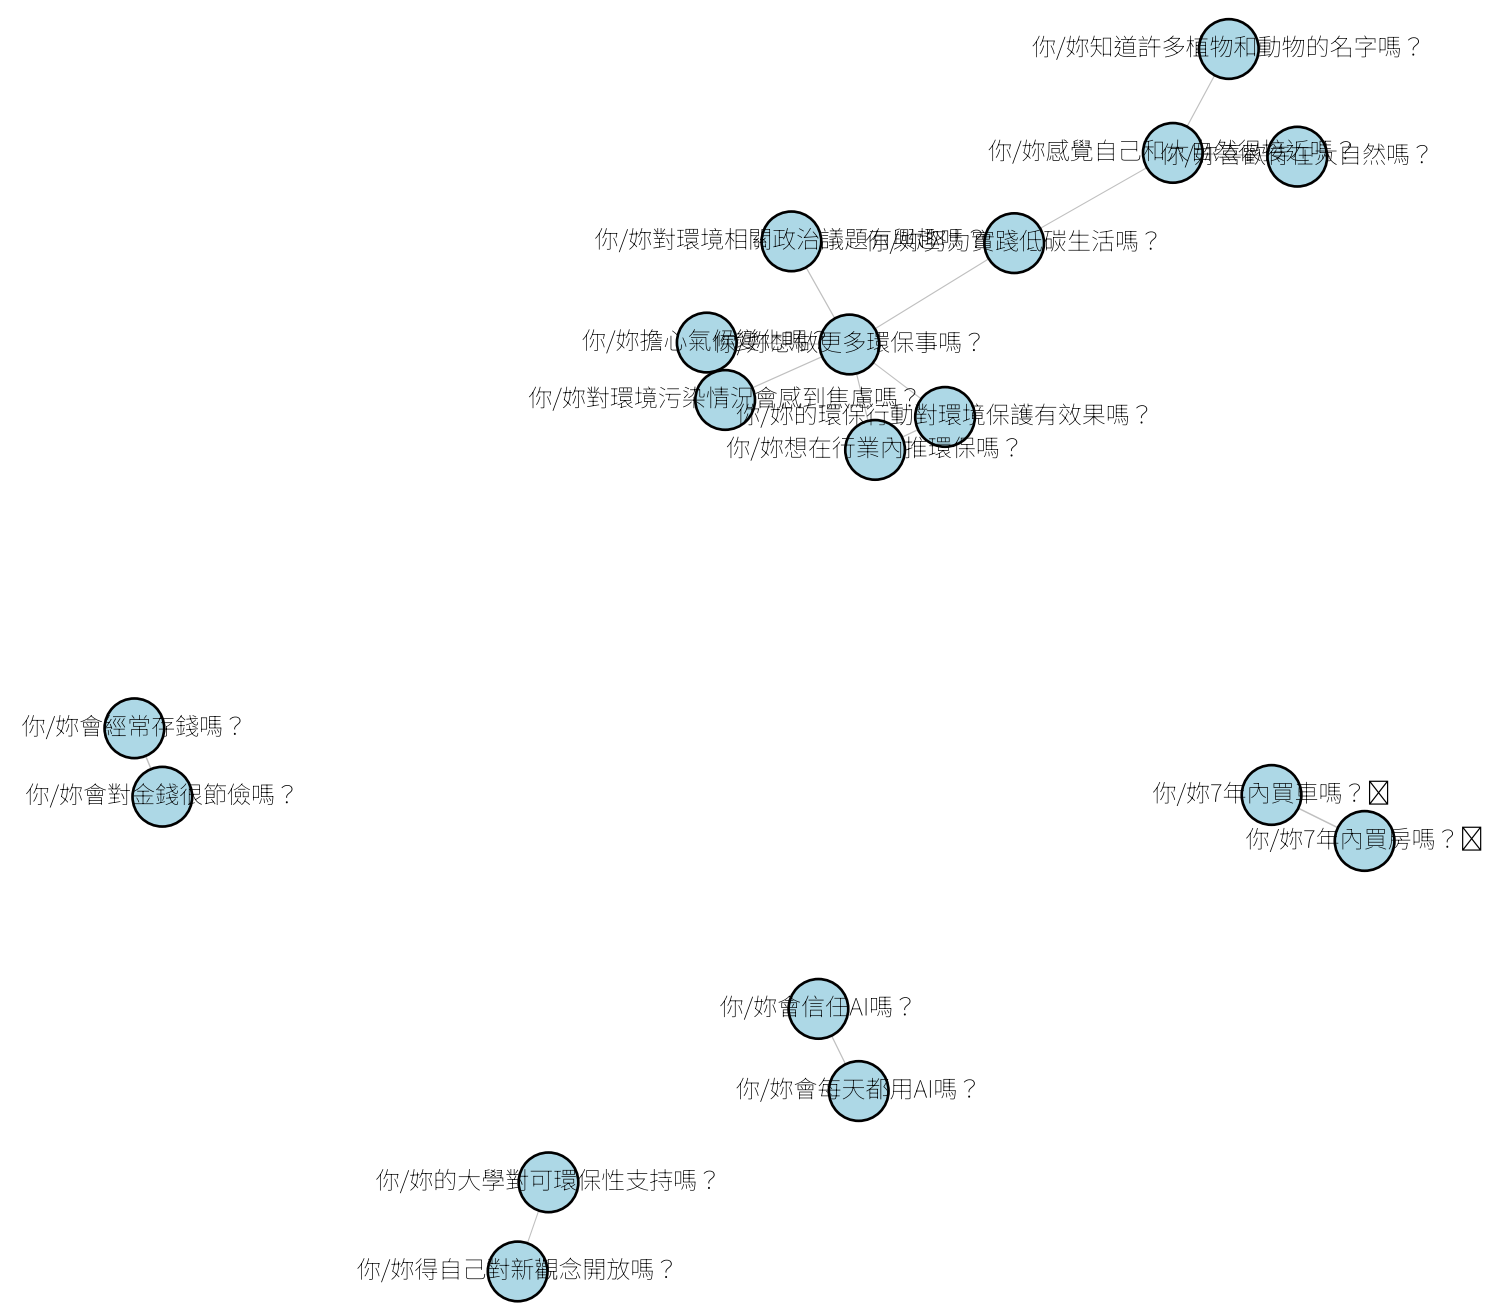 你/妳知道許多植物和動物的名字嗎？
你/妳感覺自己和大自然很接近嗎？
你/妳喜歡待在大自然嗎？
你/妳對環境相關政治議題有興趣嗎？
你/妳努力實踐低碳生活嗎？
你/妳擔心氣候變化嗎？
你/妳想做更多環保事嗎？
你/妳對環境污染情況會感到焦慮嗎？
你/妳的環保行動對環境保護有效果嗎？
你/妳想在行業內推環保嗎？
你/妳會經常存錢嗎？
你/妳會對金錢很節儉嗎？
你/妳7年內買車嗎？
你/妳7年內買房嗎？
你/妳會信任AI嗎？
你/妳會每天都用AI嗎？
你/妳的大學對可環保性支持嗎？
你/妳得自己對新觀念開放嗎？